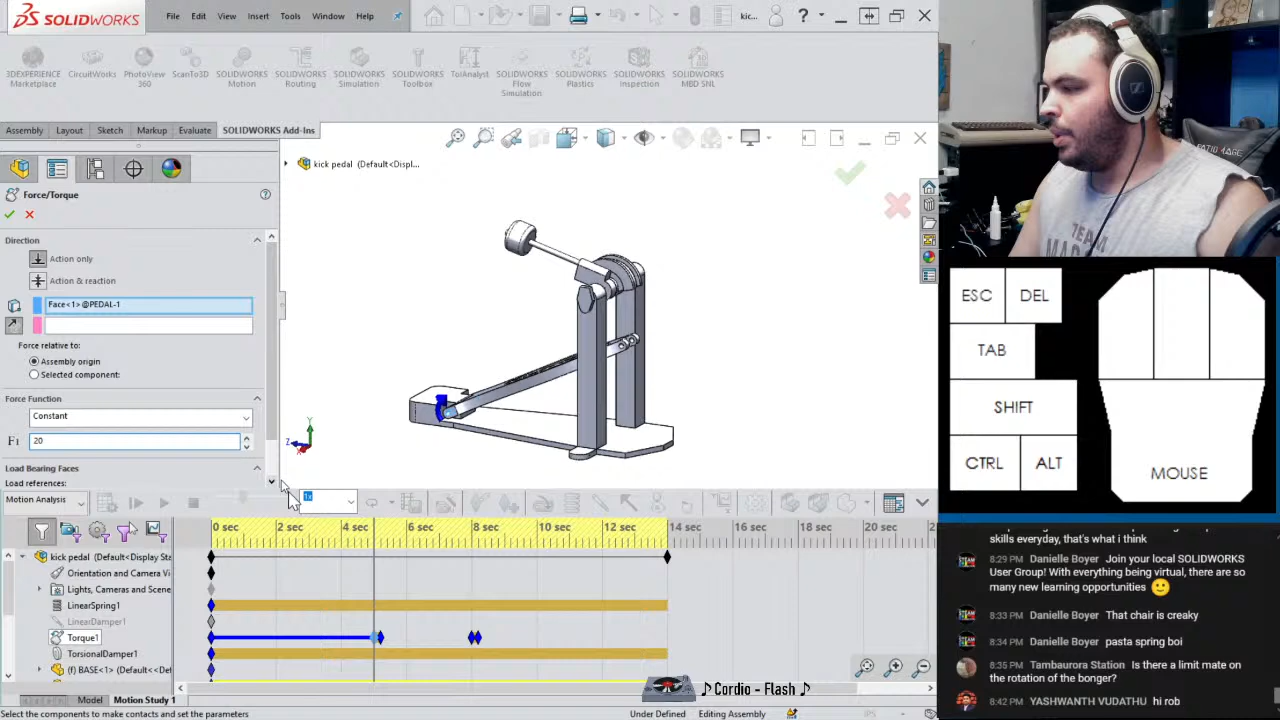 SOLIDWORKS
File Edit View Insert Tools Window Help
kic...
3DEXPERIENCE Marketplace
CircuitWorks
PhotoView 360
ScanTo3D
SOLIDWORKS Motion
SOLIDWORKS Routing
SOLIDWORKS Simulation
SOLIDWORKS Toolbox
TolAnalyst
SOLIDWORKS Flow Simulation
SOLIDWORKS Plastics
SOLIDWORKS Inspection
SOLIDWORKS MBD SNL
Assembly Layout Sketch Markup Evaluate SOLIDWORKS Add-Ins
kick pedal (Default<Displ...
Force/Torque
Direction
Action only
Action & reaction
Face<1>@PEDAL-1
Force relative to:
Assembly origin
Selected component:
Force Function
Constant
F1 20
Load Bearing Faces
Load references:
Y
Z
Motion Analysis
1x
0 sec 2 sec 4 sec 6 sec 8 sec 10 sec 12 sec 14 sec 16 sec 18 sec 20 sec 22
kick pedal (Default<Display Sta
Orientation and Camera Vi
Lights, Cameras and Scene
LinearSpring1
LinearDamper1
Torque1
TorsionalDamper1
(f) BASE<1> (Default<<Def
Model Motion Study 1
♪ Cordio - Flash ♪
Select the components to make contacts and set the parameters
Under Defined Editing Assembly IPS
TEAM
PATIO MAGE
ESC DEL
TAB
SHIFT
CTRL ALT
MOUSE
skills everyday, that's what i think
8:29 PM Danielle Boyer Join your local SOLIDWORKS
User Group! With everything being virtual, there are so
many new learning opportunities 🙂
8:33 PM Danielle Boyer That chair is creaky
8:34 PM Danielle Boyer pasta spring boi
8:35 PM Tambaurora Station Is there a limit mate on
the rotation of the bonger?
8:42 PM YASHWANTH VUDATHU hi rob